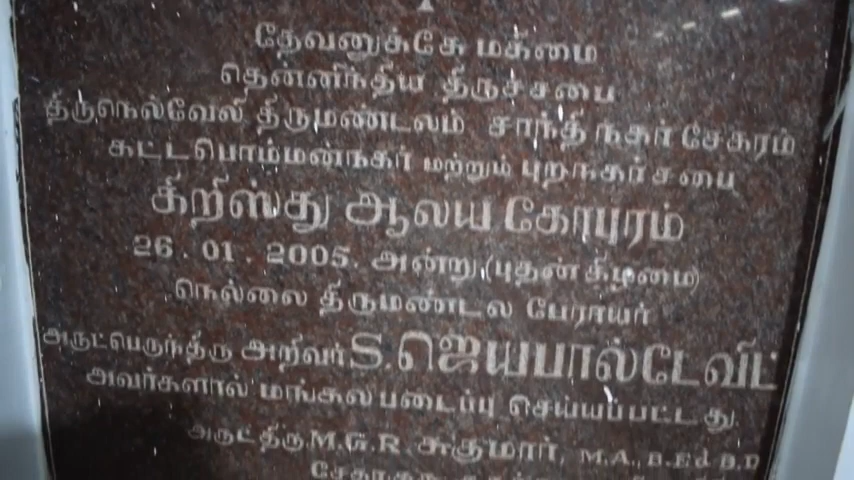 தேவனுக்கே மகிமை
தென்னிந்திய திருச்சபை
திருநெல்வேலி திருமண்டலம் சாந்தி நகர் சேகரம்
கட்டபொம்மன்நகர் மற்றும் புறநகர் சபை
கிறிஸ்து ஆலய கோபுரம்
26 . 01 . 2005. அன்று (புதன் கிழமை)
நெல்லை திருமண்டல பேராயர்
அருட்பெருந்திரு அறிவர் S. ஜெயபால்டேவிட்
அவர்களால் மங்கல படைப்பு செய்யப்பட்டது.
அருட்திரு.M.G.R. சுகுமார், M.A., B.Ed B.D